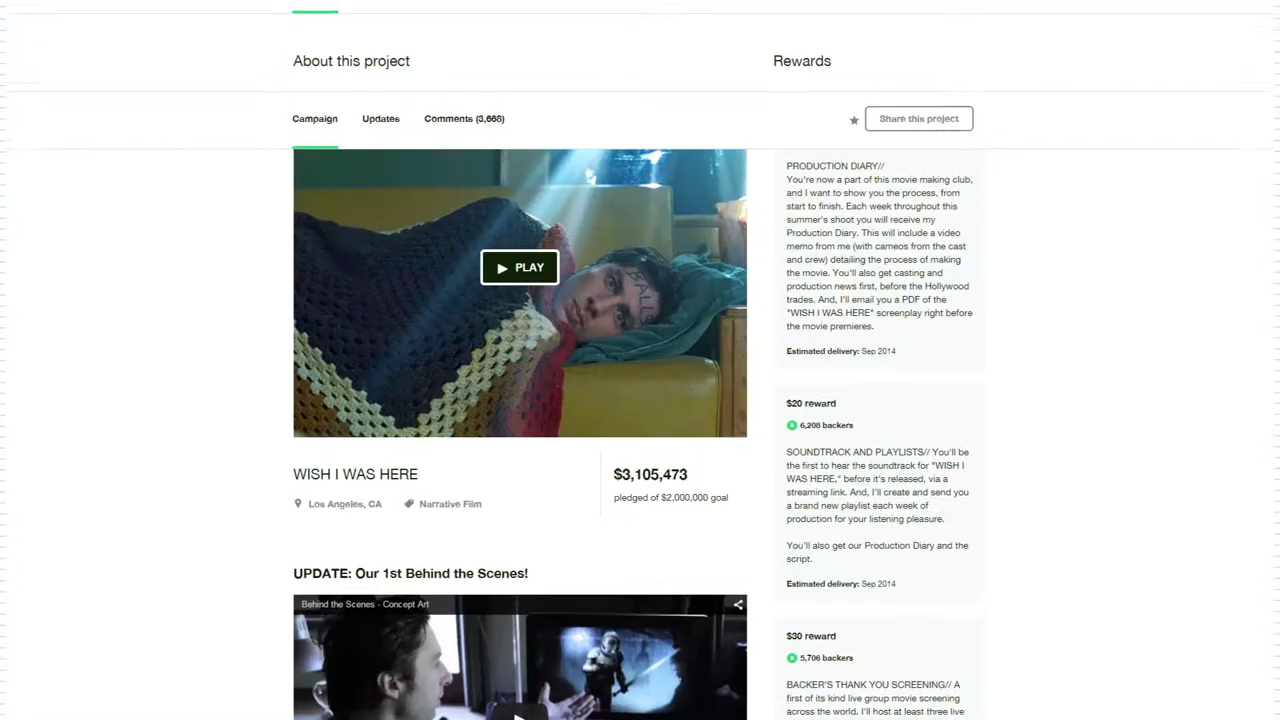 About this project
Rewards
Campaign Updates Comments (3,668)
Share this project
PLAY
BALLS
WISH I WAS HERE
Los Angeles, CA Narrative Film
$3,105,473
pledged of $2,000,000 goal
UPDATE: Our 1st Behind the Scenes!
Behind the Scenes - Concept Art
PRODUCTION DIARY//
You're now a part of this movie making club,
and I want to show you the process, from
start to finish. Each week throughout this
summer's shoot you will receive my
Production Diary. This will include a video
memo from me (with cameos from the cast
and crew) detailing the process of making
the movie. You'll also get casting and
production news first, before the Hollywood
trades. And, I'll email you a PDF of the
"WISH I WAS HERE" screenplay right before
the movie premieres.
Estimated delivery: Sep 2014
$20 reward
6,208 backers
SOUNDTRACK AND PLAYLISTS// You'll be
the first to hear the soundtrack for "WISH I
WAS HERE," before it's released, via a
streaming link. And, I'll create and send you
a brand new playlist each week of
production for your listening pleasure.
You'll also get our Production Diary and the
script.
Estimated delivery: Sep 2014
$30 reward
5,706 backers
BACKER'S THANK YOU SCREENING// A
first of its kind live group movie screening
across the world. I'll host at least three live